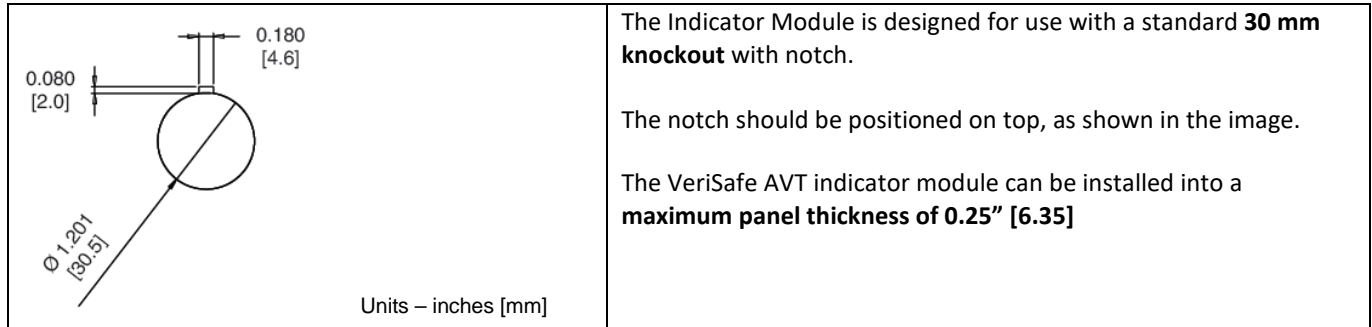 0.180
[4.6]
0.080
[2.0]
Ø 1.201
[30.5]
Units – inches [mm]
The Indicator Module is designed for use with a standard 30 mm
knockout with notch.
The notch should be positioned on top, as shown in the image.
The VeriSafe AVT indicator module can be installed into a
maximum panel thickness of 0.25” [6.35]